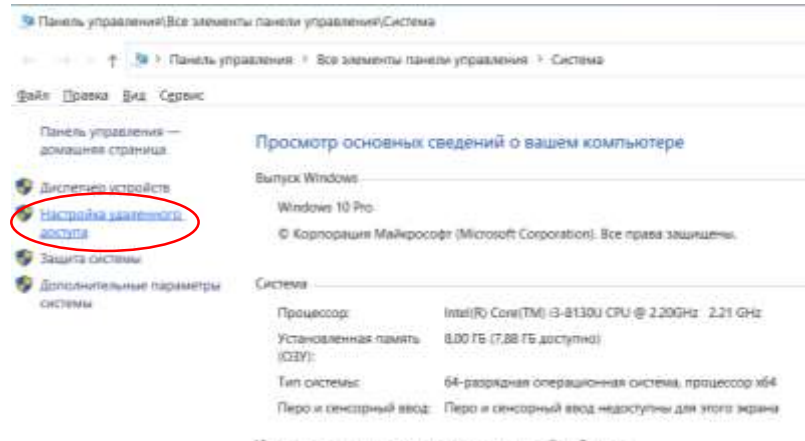 Панель управления\Все элементы панели управления\Система
Панель управления > Все элементы панели управления > Система
Файл Правка Вид Сервис
Панель управления —
домашняя страница
Диспетчер устройств
Настройка удаленного
доступа
Защита системы
Дополнительные параметры
системы
Просмотр основных сведений о вашем компьютере
Выпуск Windows
Windows 10 Pro
© Корпорация Майкрософт (Microsoft Corporation). Все права защищены.
Система
Процессор: Intel(R) Core(TM) i3-8130U CPU @ 2.20GHz 2.21 GHz
Установленная память 8,00 ГБ (7,88 ГБ доступно)
(ОЗУ):
Тип системы: 64-разрядная операционная система, процессор x64
Перо и сенсорный ввод: Перо и сенсорный ввод недоступны для этого экрана